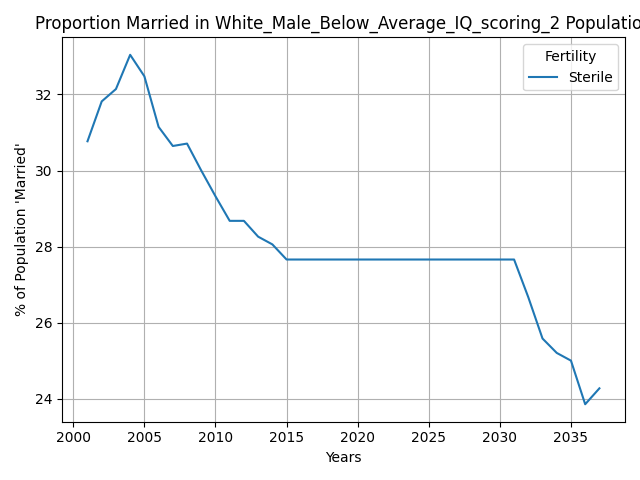 Proportion Married in White_Male_Below_Average_IQ_scoring_2 Populatio
Fertility
Sterile
% of Population 'Married'
32
30
28
26
24
2000 2005 2010 2015 2020 2025 2030 2035
Years